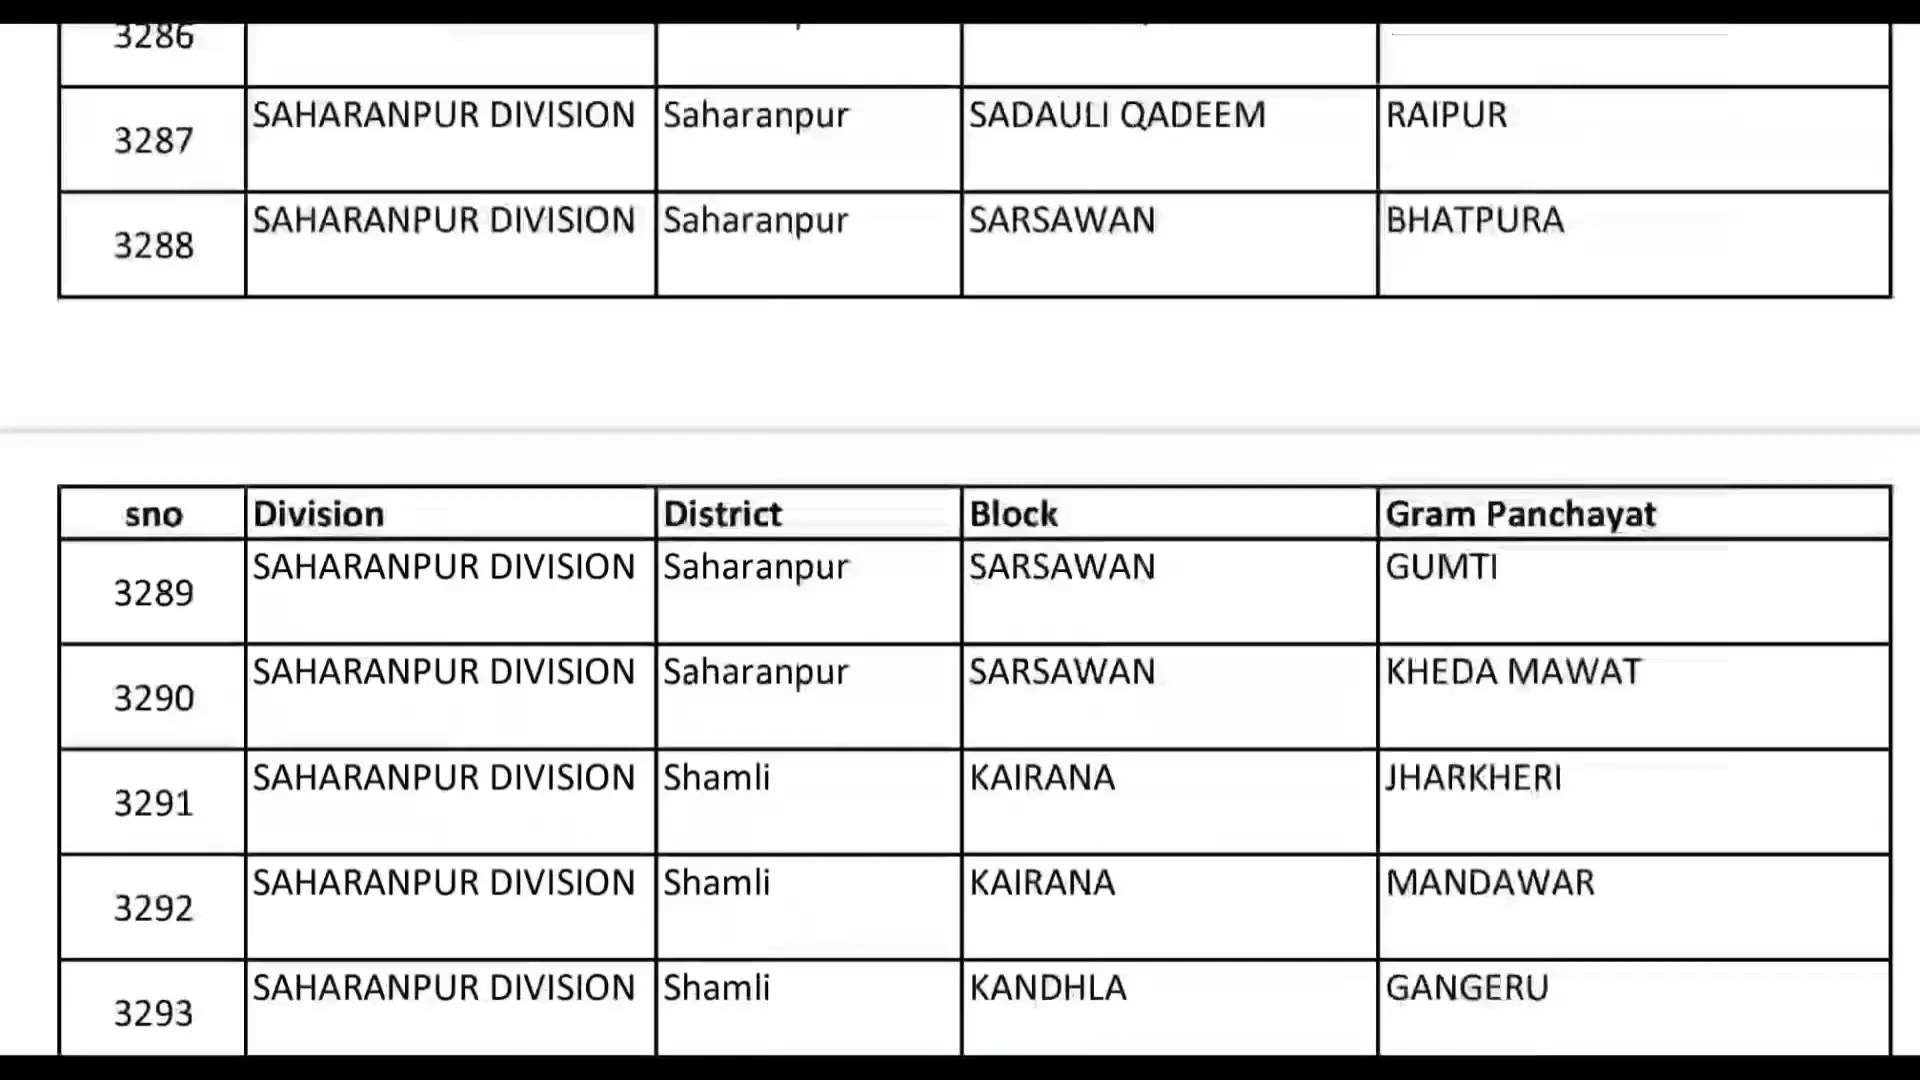 3286
3287 SAHARANPUR DIVISION Saharanpur SADAULI QADEEM RAIPUR
3288 SAHARANPUR DIVISION Saharanpur SARSAWAN BHATPURA
sno Division District Block Gram Panchayat
3289 SAHARANPUR DIVISION Saharanpur SARSAWAN GUMTI
3290 SAHARANPUR DIVISION Saharanpur SARSAWAN KHEDA MAWAT
3291 SAHARANPUR DIVISION Shamli KAIRANA JHARKHERI
3292 SAHARANPUR DIVISION Shamli KAIRANA MANDAWAR
3293 SAHARANPUR DIVISION Shamli KANDHLA GANGERU